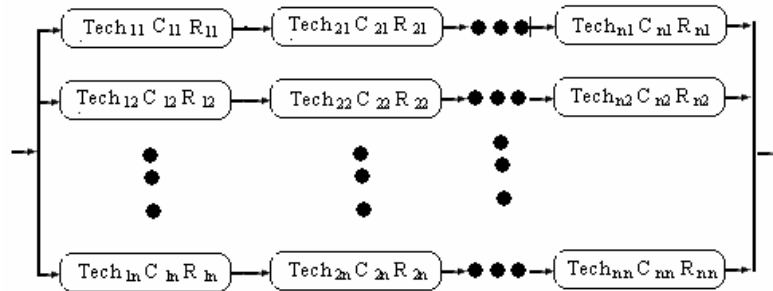 Tech₁₁ C₁₁ R₁₁ Tech₂₁ C₂₁ R₂₁ Techₙ₁ Cₙ₁ Rₙ₁
Tech₁₂ C₁₂ R₁₂ Tech₂₂ C₂₂ R₂₂ Techₙ₂ Cₙ₂ Rₙ₂
Tech₁ₙ C₁ₙ R₁ₙ Tech₂ₙ C₂ₙ R₂ₙ Techₙₙ Cₙₙ Rₙₙ